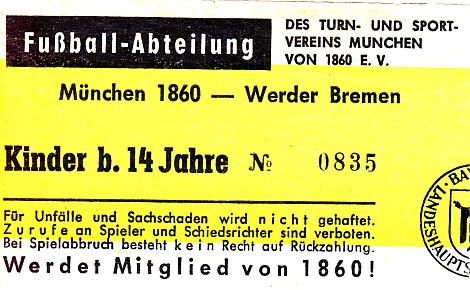 Fußball-Abteilung
DES TURN- UND SPORT-
VEREINS MUNCHEN
VON 1860 E. V.
München 1860 — Werder Bremen
Kinder b. 14 Jahre № 0835
Für Unfälle und Sachschaden wird nicht gehaftet.
Zurufe an Spieler und Schiedsrichter sind verboten.
Bei Spielabbruch besteht kein Recht auf Rückzahlung.
Werdet Mitglied von 1860!
LANDESHAUPTS